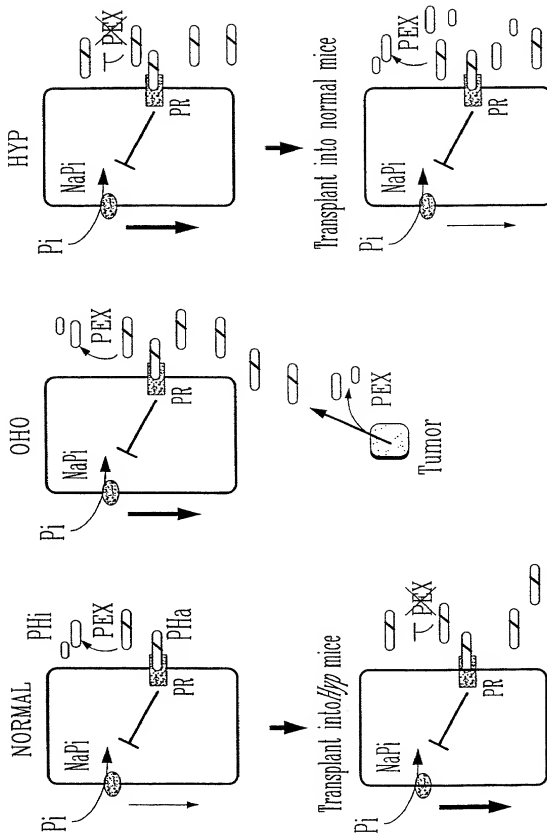 NORMAL
PHi
Pi
NaPi
PEX
PHa
PR
Transplant into Hyp mice
Pi
NaPi
PEX
PR
OHO
Pi
NaPi
PEX
PR
PEX
Tumor
HYP
Pi
NaPi
PEX
PR
Transplant into normal mice
Pi
NaPi
PEX
PR